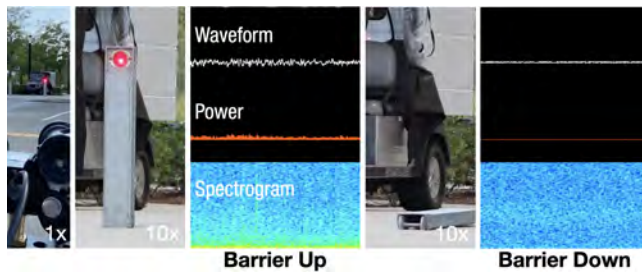 Waveform
Power
Spectrogram
1x
10x
10x
Barrier Up
Barrier Down